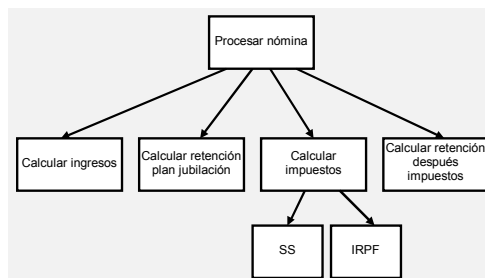 Procesar nómina
Calcular ingresos
Calcular retención
plan jubilación
Calcular
impuestos
Calcular retención
después
impuestos
SS
IRPF